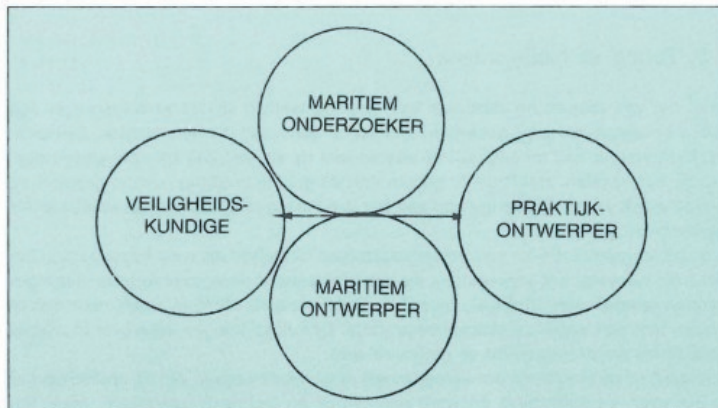 MARITIEM
ONDERZOEKER
VEILIGHEIDS-
KUNDIGE
PRAKTIJK-
ONTWERPER
MARITIEM
ONTWERPER